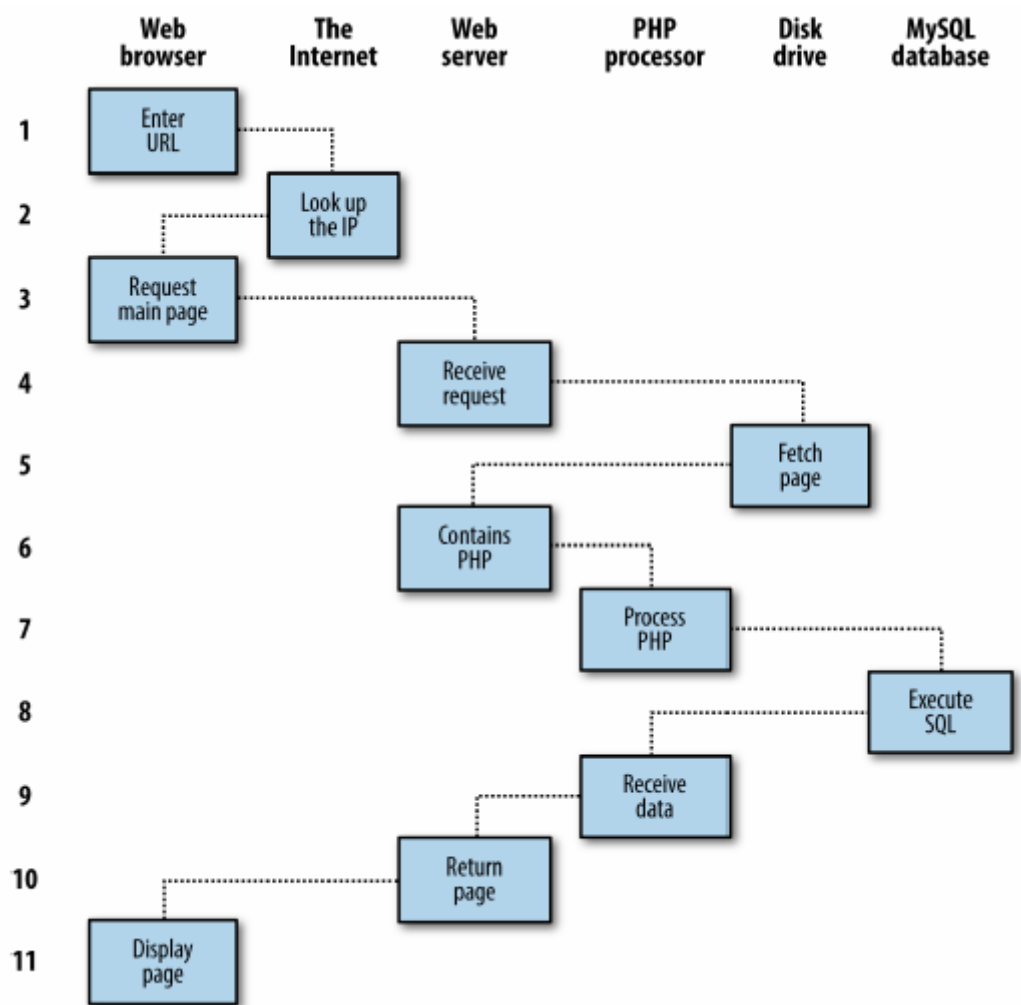 Web The Web PHP Disk MySQL
browser Internet server processor drive database
1
Enter
URL
2
Look up
the IP
3
Request
main page
4
Receive
request
5
Fetch
page
6
Contains
PHP
7
Process
PHP
8
Execute
SQL
9
Receive
data
10
Return
page
11
Display
page